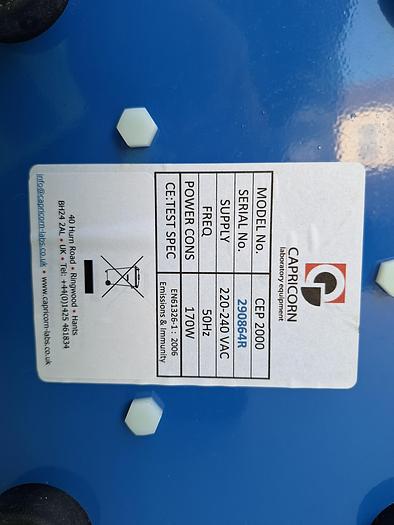 CAPRICORN
laboratory equipment
MODEL No. CEP 2000
SERIAL No. 290864R
SUPPLY 220-240 VAC
FREQ 50Hz
POWER CONS 170W
CE:TEST SPEC EN61326-1 : 2006
Emissions & Immunity
40 Hurn Road • Ringwood • Hants
BH24 2AL • UK • Tel: +44(0)1425 461834
info@capricorn-labs.co.uk • www.capricorn-labs.co.uk